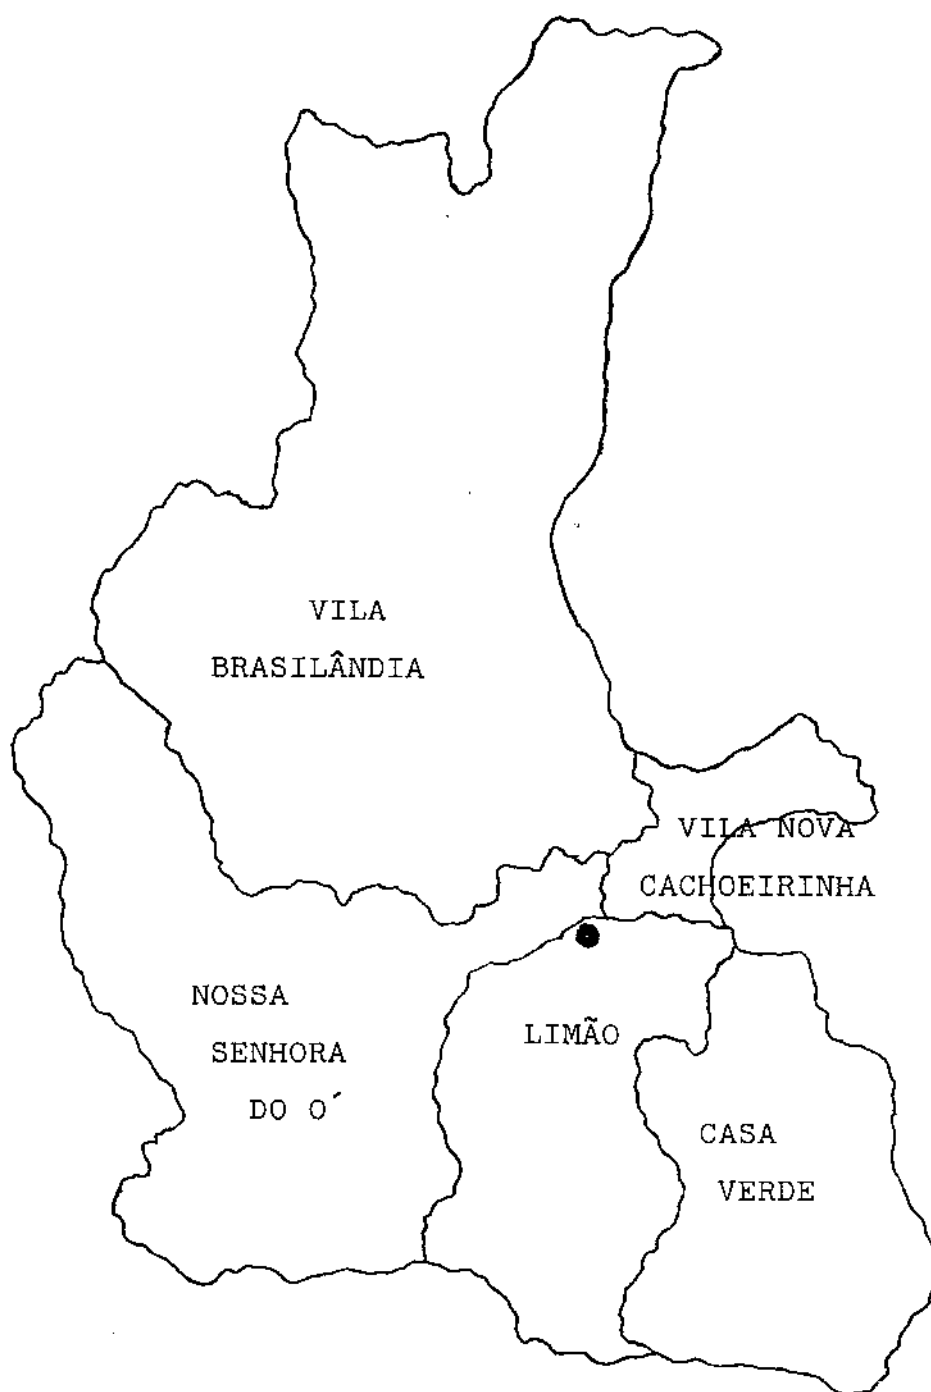 VILA
BRASILÂNDIA
VILA NOVA
CACHOEIRINHA
NOSSA
SENHORA
DO O´
LIMÃO
CASA
VERDE